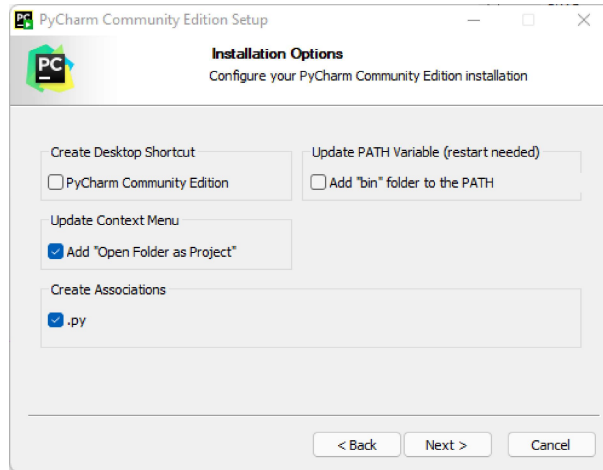 PC PyCharm Community Edition Setup
PC
Installation Options
Configure your PyCharm Community Edition installation
Create Desktop Shortcut
PyCharm Community Edition
Update PATH Variable (restart needed)
Add "bin" folder to the PATH
Update Context Menu
Add "Open Folder as Project"
Create Associations
.py
< Back
Next >
Cancel